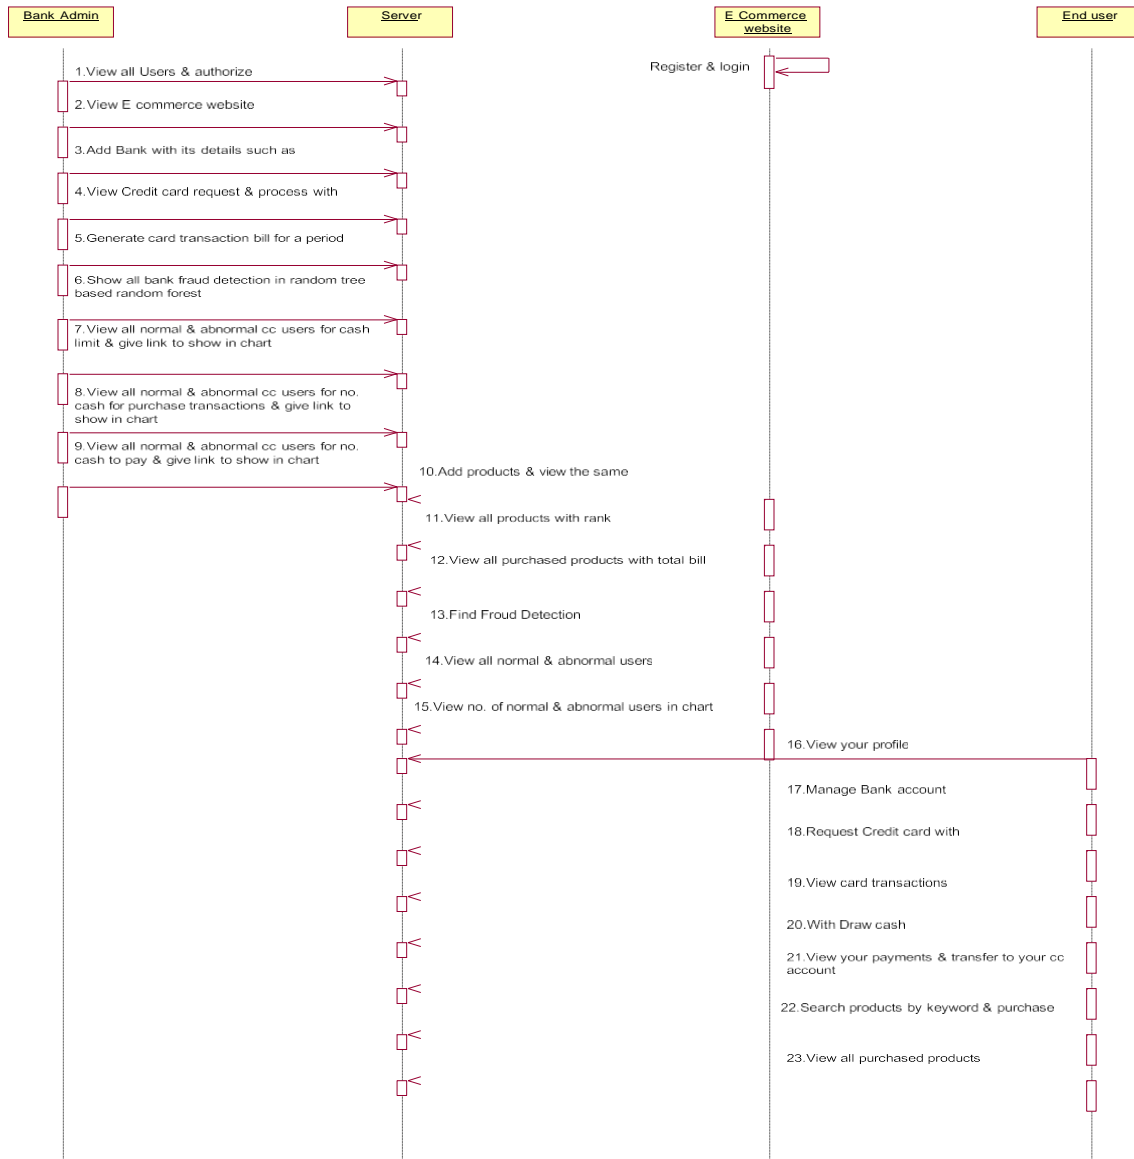 Bank Admin
Server
E Commerce
website
End user
Register & login
1.View all Users & authorize
2.View E commerce website
3.Add Bank with its details such as
4.View Credit card request & process with
5.Generate card transaction bill for a period
6.Show all bank fraud detection in random tree
based random forest
7.View all normal & abnormal cc users for cash
limit & give link to show in chart
8.View all normal & abnormal cc users for no.
cash for purchase transactions & give link to
show in chart
9.View all normal & abnormal cc users for no.
cash to pay & give link to show in chart
10.Add products & view the same
11.View all products with rank
12.View all purchased products with total bill
13.Find Froud Detection
14.View all normal & abnormal users
15.View no. of normal & abnormal users in chart
16.View your profile
17.Manage Bank account
18.Request Credit card with
19.View card transactions
20.With Draw cash
21.View your payments & transfer to your cc
account
22.Search products by keyword & purchase
23.View all purchased products